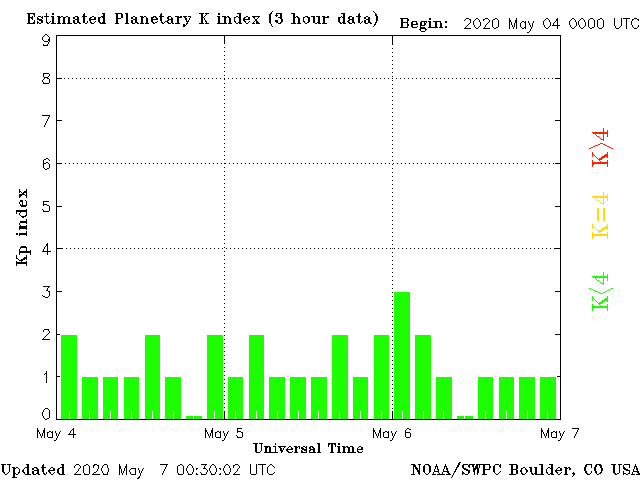 Estimated Planetary K index (3 hour data)
Begin: 2020 May 04 0000 UTC
9
8
7
6
5
4
3
2
1
0
Kp index
K>4
K=4
K<4
May 4
May 5
May 6
May 7
Universal Time
Updated 2020 May 7 00:30:02 UTC
NOAA/SWPC Boulder, CO USA